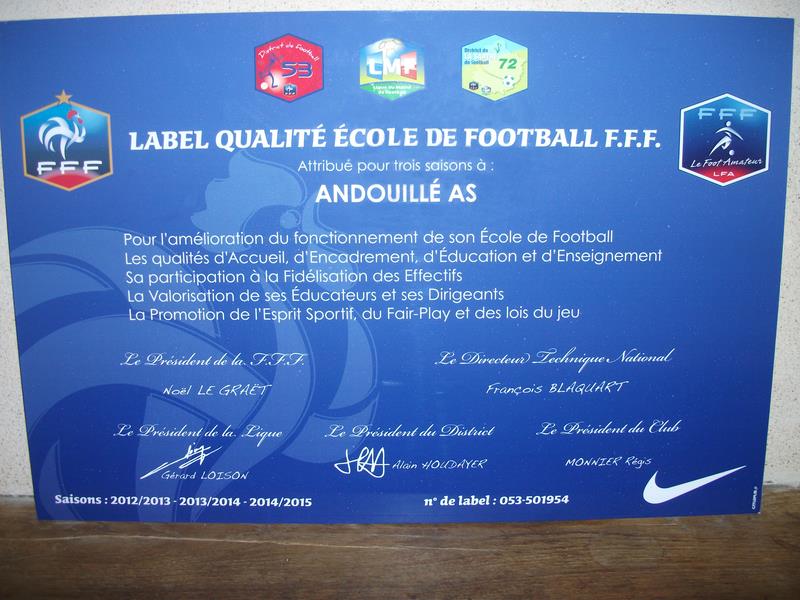 District de Football
53
LMF
Ligue du Maine de Football
District de
de Football
72
FFF
FFF
Le Foot Amateur
LFA
LABEL QUALITÉ ÉCOLE DE FOOTBALL F.F.F.
Attribué pour trois saisons à :
ANDOUILLÉ AS
Pour l'amélioration du fonctionnement de son École de Football
Les qualités d'Accueil, d'Encadrement, d'Éducation et d'Enseignement
Sa participation à la Fidélisation des Effectifs
La Valorisation de ses Éducateurs et ses Dirigeants
La Promotion de l'Esprit Sportif, du Fair-Play et des lois du jeu
Le Président de la F.F.F.
Le Directeur Technique National
Noël LE GRAËT
François BLAQUART
Le Président de la Ligue
Le Président du District
Le Président du Club
Gérard LOISON
Alain HOUDAYER
MONNIER Régis
Saisons : 2012/2013 - 2013/2014 - 2014/2015
n° de label : 053-501954